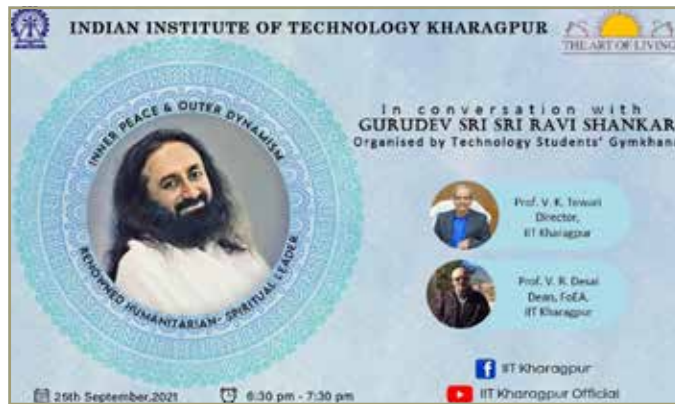 INDIAN INSTITUTE OF TECHNOLOGY KHARAGPUR
THE ART OF LIVING
INNER PEACE & OUTER DYNAMISM
RENOWNED HUMANITARIAN- SPIRITUAL LEADER
In conversation with
GURUDEV SRI SRI RAVI SHANKAR
Organised by Technology Students' Gymkhana
Prof. V. K. Tewari
Director,
IIT Kharagpur
Prof. V. R. Desai
Dean, FoEA,
IIT Kharagpur
IIT Kharagpur
IIT Kharagpur Official
25th September,2021
6:30 pm - 7:30 pm